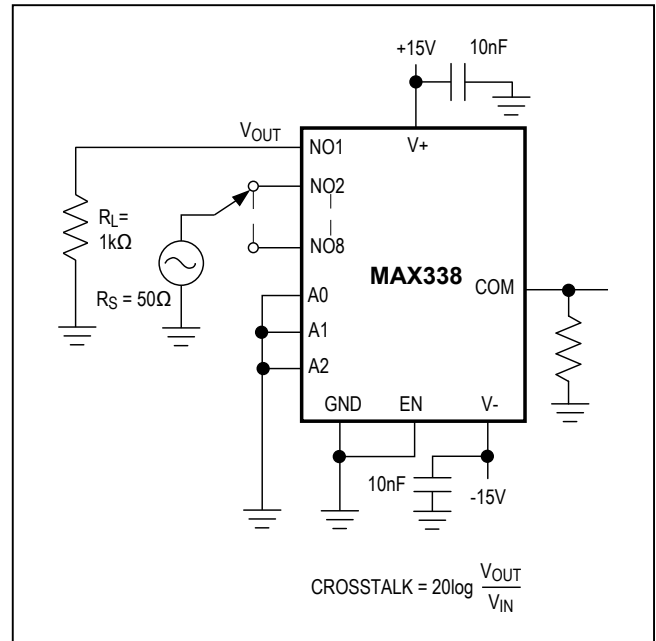 +15V
10nF
V+
VOUT
NO1
NO2
NO8
RL=
1kΩ
RS = 50Ω
MAX338
COM
A0
A1
A2
GND
EN
V-
10nF
-15V
CROSSTALK = 20log VOUT
VIN